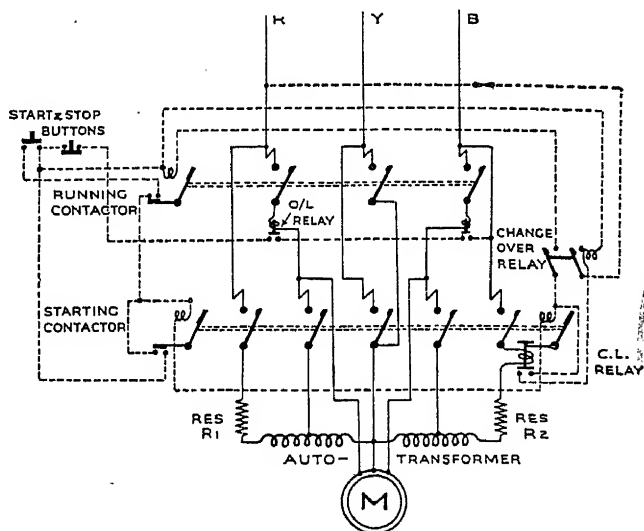 R Y B
START & STOP
BUTTONS
RUNNING
CONTACTOR
O/L
RELAY
CHANGE
OVER
RELAY
STARTING
CONTACTOR
C.L.
RELAY
RES
R1
RES
R2
AUTO- TRANSFORMER
M